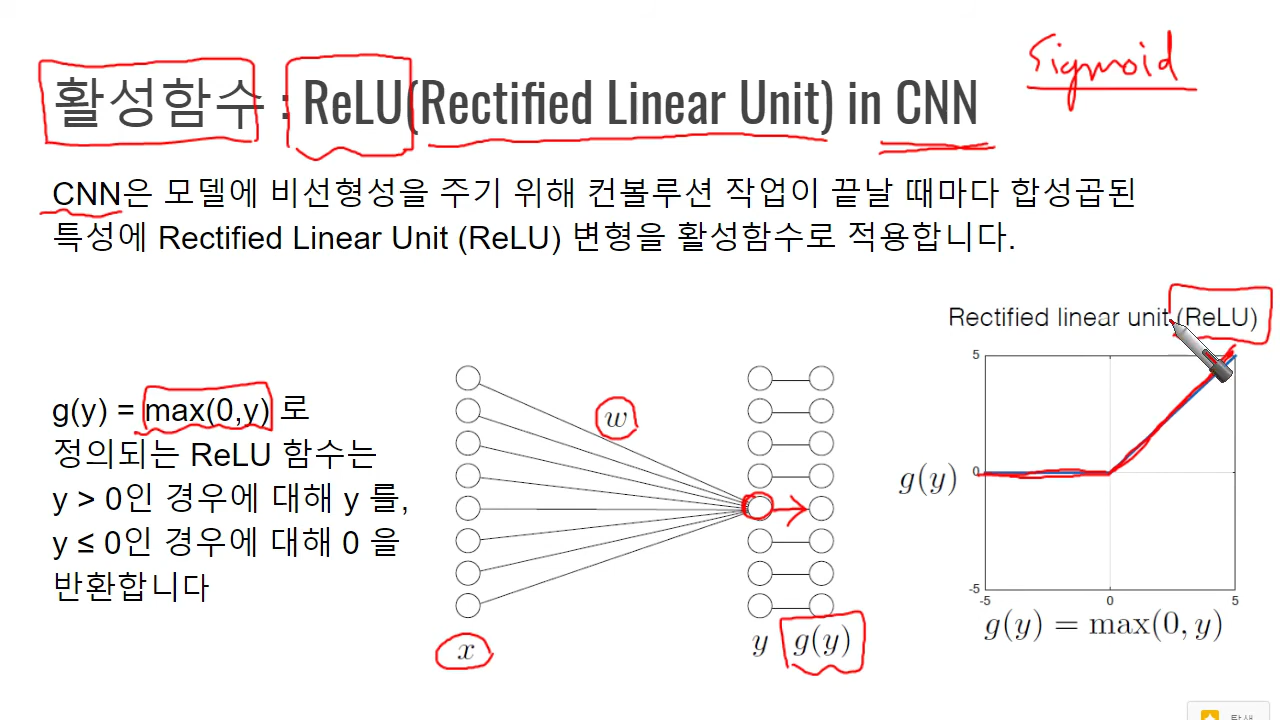 Sigmoid
활성함수 : ReLU(Rectified Linear Unit) in CNN
CNN은 모델에 비선형성을 주기 위해 컨볼루션 작업이 끝날 때마다 합성곱된
특성에 Rectified Linear Unit (ReLU) 변형을 활성함수로 적용합니다.
g(y) = max(0,y) 로
정의되는 ReLU 함수는
y > 0인 경우에 대해 y 를,
y ≤ 0인 경우에 대해 0 을
반환합니다
w
x
y
g(y)
Rectified linear unit (ReLU)
5
g(y)
0
-5
-5
0
5
g(y) = max(0, y)
탐색